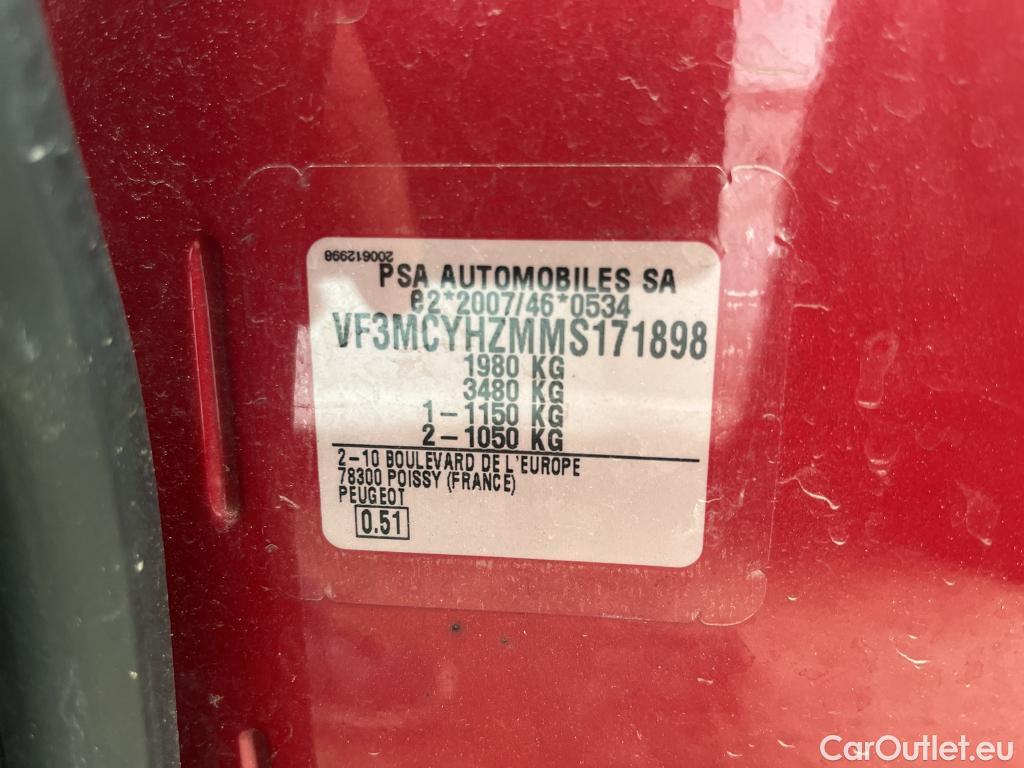 200612998
PSA AUTOMOBILES SA
e2*2007/46*0534
VF3MCYHZMMS171898
1980 KG
3480 KG
1-1150 KG
2-1050 KG
2-10 BOULEVARD DE L'EUROPE
78300 POISSY (FRANCE)
PEUGEOT
0.51
CarOutlet.eu